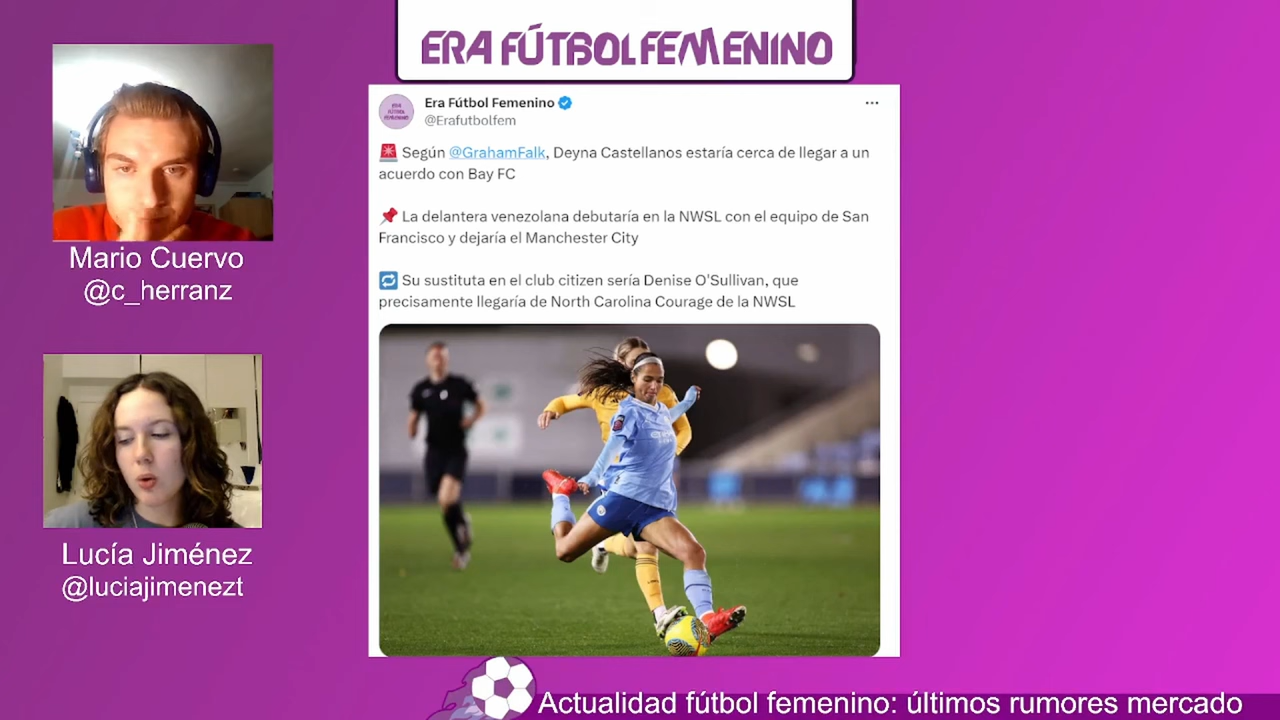 ERA FÚTBOL FEMENINO
Era Fútbol Femenino
@Erafutbolfem
Según @GrahamFalk, Deyna Castellanos estaría cerca de llegar a un
acuerdo con Bay FC
La delantera venezolana debutaría en la NWSL con el equipo de San
Francisco y dejaría el Manchester City
Su sustituta en el club citizen sería Denise O'Sullivan, que
precisamente llegaría de North Carolina Courage de la NWSL
Mario Cuervo
@c_herranz
Lucía Jiménez
@luciajimenezt
Actualidad fútbol femenino: últimos rumores mercado